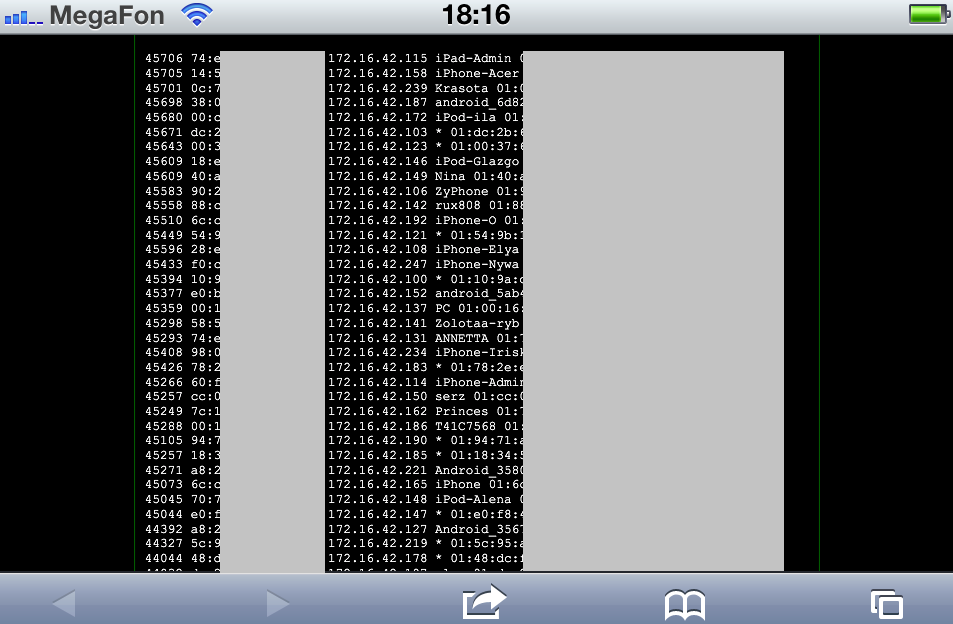 MegaFon 18:16
45706 74:e 172.16.42.115 iPad-Admin
45705 14:5 172.16.42.158 iPhone-Acer
45701 0c:7 172.16.42.239 Krasota 01:0
45698 38:0 172.16.42.187 android_6d82
45680 00:c 172.16.42.172 iPod-ila 01:
45671 dc:2 172.16.42.103 * 01:dc:2b:6
45643 00:3 172.16.42.123 * 01:00:37:6
45609 18:e 172.16.42.146 iPod-Glazgo
45609 40:a 172.16.42.149 Nina 01:40:a
45583 90:2 172.16.42.106 ZyPhone 01:9
45558 88:c 172.16.42.142 rux808 01:88
45510 6c:c 172.16.42.192 iPhone-O 01:
45449 54:9 172.16.42.121 * 01:54:9b:1
45596 28:e 172.16.42.108 iPhone-Elya
45433 f0:c 172.16.42.247 iPhone-Nywa
45394 10:9 172.16.42.100 * 01:10:9a:d
45377 e0:b 172.16.42.152 android_5ab4
45359 00:1 172.16.42.137 PC 01:00:16:
45298 58:5 172.16.42.141 Zolotaa-ryb
45293 74:e 172.16.42.131 ANNETTA 01:7
45408 98:0 172.16.42.234 iPhone-Irisk
45426 78:2 172.16.42.183 * 01:78:2e:e
45266 60:f 172.16.42.114 iPhone-Admin
45257 cc:0 172.16.42.150 serz 01:cc:0
45249 7c:1 172.16.42.162 Princes 01:7
45288 00:1 172.16.42.186 T41C7568 01:
45105 94:7 172.16.42.190 * 01:94:71:a
45257 18:3 172.16.42.185 * 01:18:34:5
45271 a8:2 172.16.42.221 Android_3580
45073 6c:c 172.16.42.165 iPhone 01:6c
45045 70:7 172.16.42.148 iPod-Alena
45044 e0:f 172.16.42.147 * 01:e0:f8:4
44392 a8:2 172.16.42.127 Android_3567
44327 5c:9 172.16.42.219 * 01:5c:95:a
44044 48:d 172.16.42.178 * 01:48:dc:f